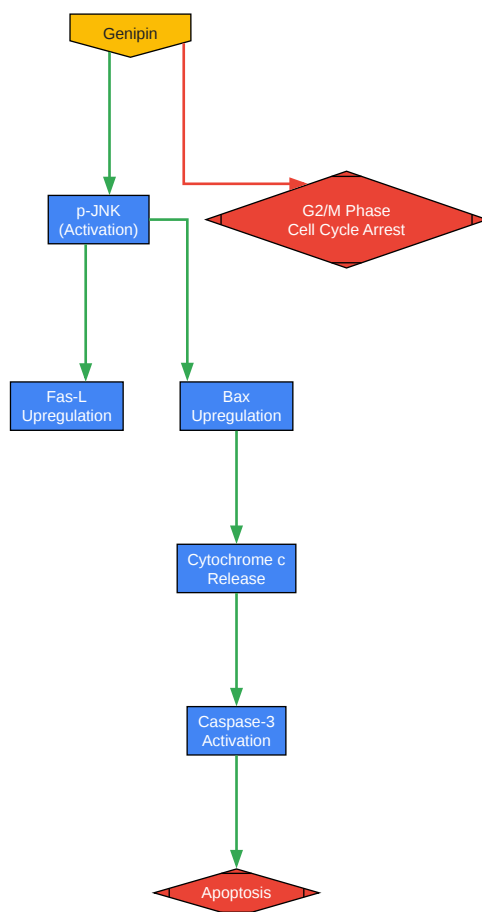 Genipin
p-JNK
(Activation)
G2/M Phase
Cell Cycle Arrest
Fas-L
Upregulation
Bax
Upregulation
Cytochrome c
Release
Caspase-3
Activation
Apoptosis